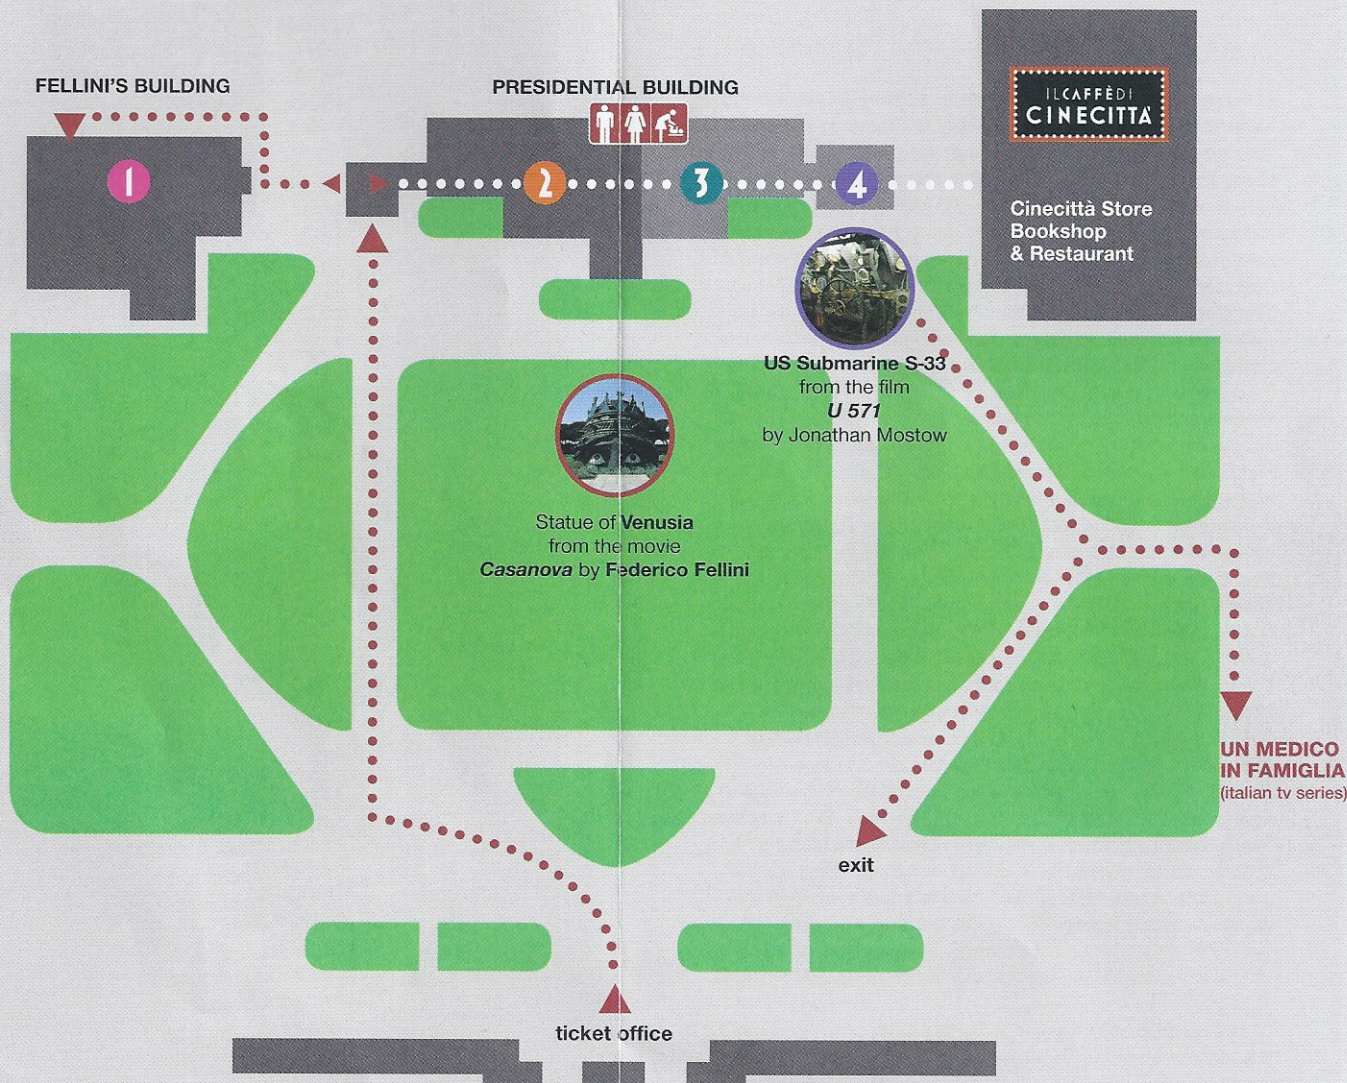 FELLINI'S BUILDING
PRESIDENTIAL BUILDING
1
2
3
4
IL CAFFÈ DI
CINECITTÀ
Cinecittà Store
Bookshop
& Restaurant
US Submarine S-33
from the film
U 571
by Jonathan Mostow
Statue of Venusia
from the movie
Casanova by Federico Fellini
UN MEDICO
IN FAMIGLIA
(italian tv series)
exit
ticket office